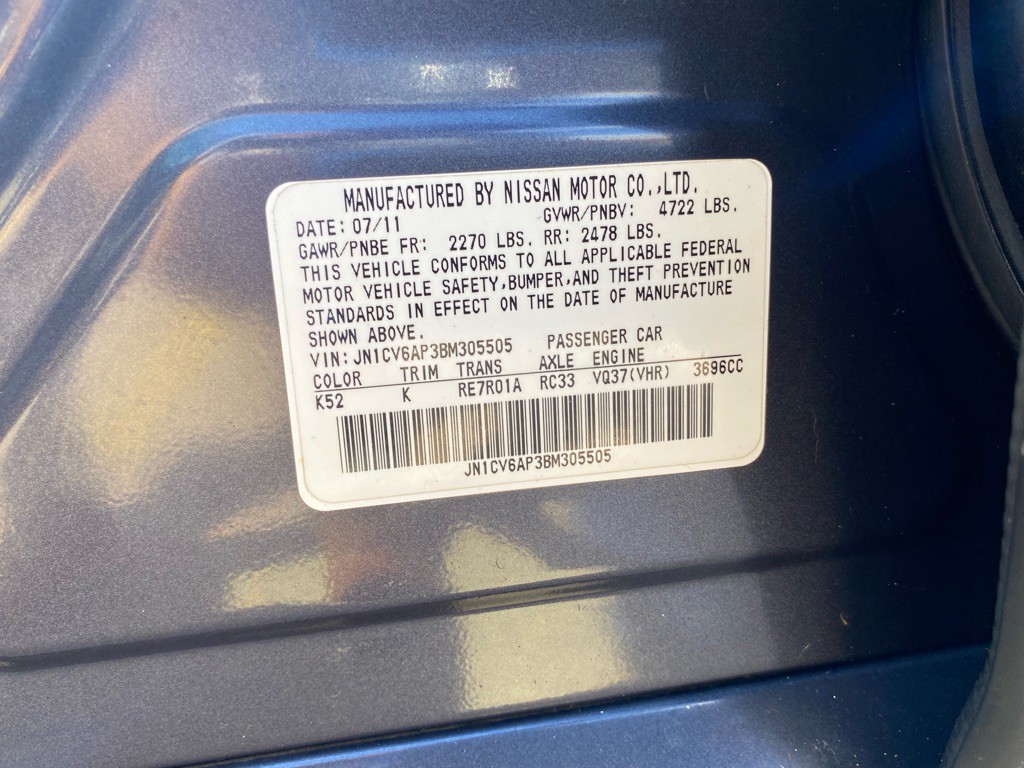 MANUFACTURED BY NISSAN MOTOR CO.,LTD.
DATE: 07/11 GVWR/PNBV: 4722 LBS.
GAWR/PNBE FR: 2270 LBS. RR: 2478 LBS.
THIS VEHICLE CONFORMS TO ALL APPLICABLE FEDERAL
MOTOR VEHICLE SAFETY,BUMPER,AND THEFT PREVENTION
STANDARDS IN EFFECT ON THE DATE OF MANUFACTURE
SHOWN ABOVE.
VIN:JN1CV6AP3BM305505 PASSENGER CAR
COLOR TRIM TRANS AXLE ENGINE
K52 K RE7R01A RC33 VQ37(VHR) 3696CC
JN1CV6AP3BM305505